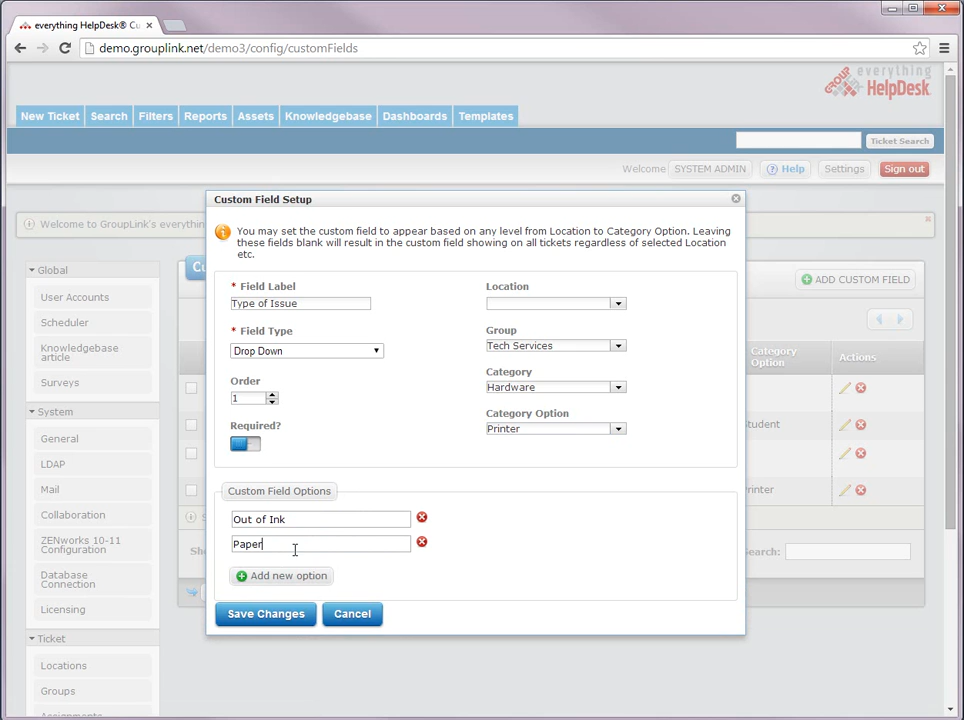 everything HelpDesk® Cu
demo.grouplink.net/demo3/config/customFields
GROUP
everything
HelpDesk
New Ticket Search Filters Reports Assets Knowledgebase Dashboards Templates
Ticket Search
Welcome SYSTEM ADMIN Help Settings Sign out
Custom Field Setup
Welcome to GroupLink's everythin
You may set the custom field to appear based on any level from Location to Category Option. Leaving
these fields blank will result in the custom field showing on all tickets regardless of selected Location
etc.
Global
User Accounts
Scheduler
Knowledgebase
article
Surveys
System
General
LDAP
Mail
Collaboration
ZENworks 10-11
Configuration
Database
Connection
Licensing
Ticket
Locations
Groups
Cu
* Field Label
Type of Issue
* Field Type
Drop Down
Order
1
Required?
Location
Group
Tech Services
Category
Hardware
Category Option
Printer
Custom Field Options
Out of Ink
Paper
Add new option
Save Changes Cancel
ADD CUSTOM FIELD
Category
Option
Actions
Student
Printer
Search: